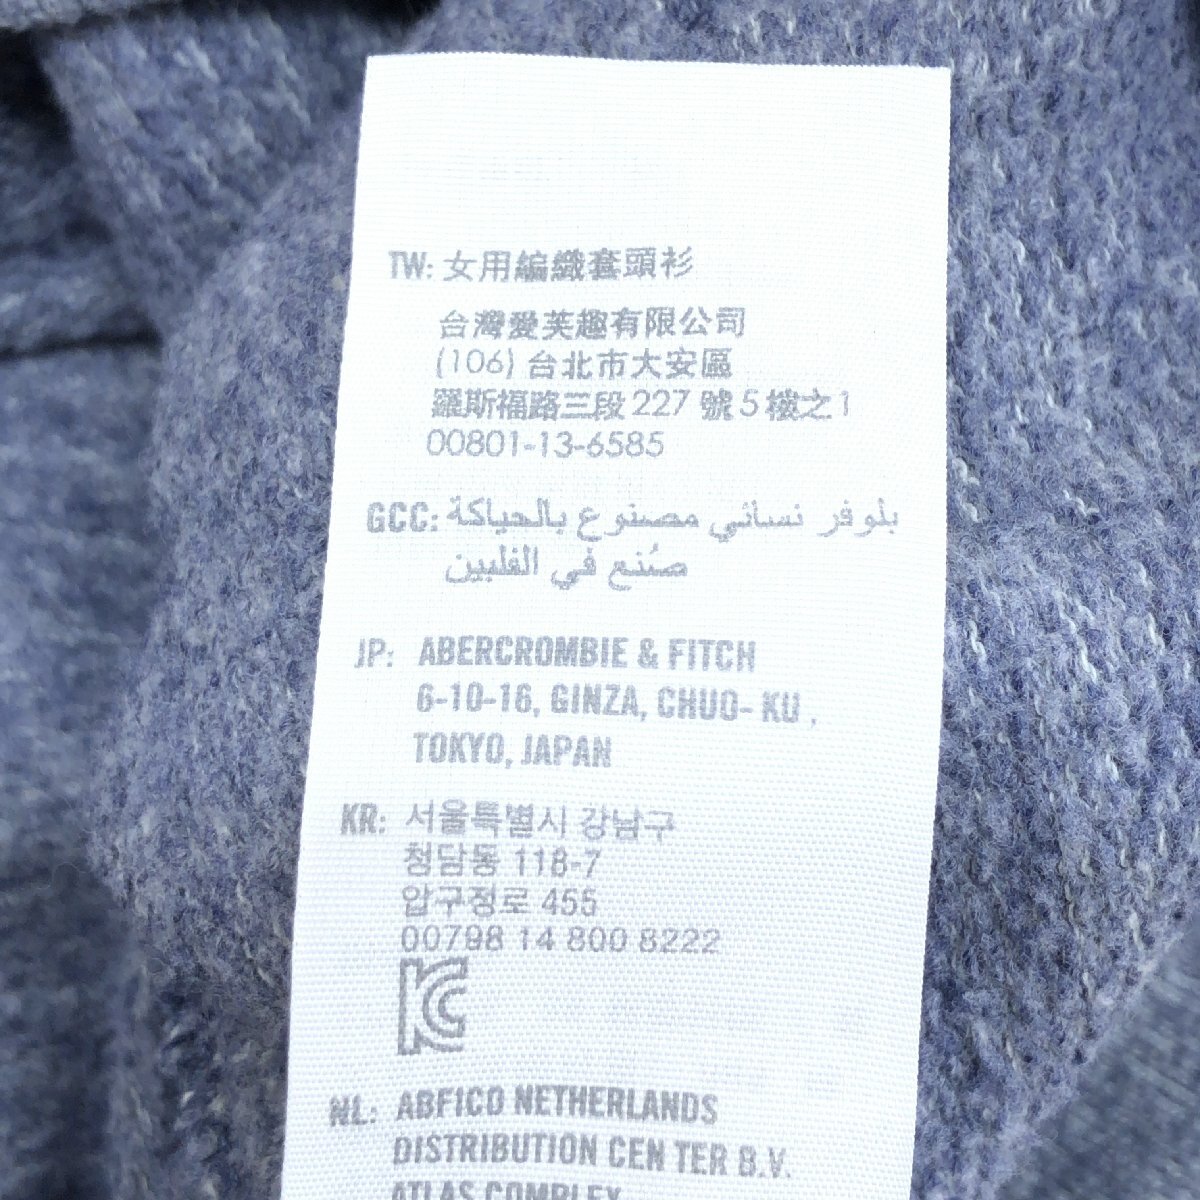 TW: 女用編織套頭衫
台灣愛芙趣有限公司
(106) 台北市大安區
羅斯福路三段 227 號 5 樓之 1
00801-13-6585
GCC: بلوفر نسائي مصنوع بالحياكة
صُنع في الفلبين
JP: ABERCROMBIE & FITCH
6-10-16, GINZA, CHUO- KU ,
TOKYO, JAPAN
KR: 서울특별시 강남구
청담동 118-7
압구정로 455
00798 14 800 8222
KC
NL: ABFICO NETHERLANDS
DISTRIBUTION CEN TER B.V.
ATLAS COMPLEX